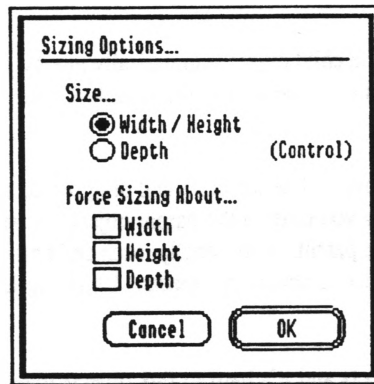 Sizing Options...
Size...
Width / Height
Depth (Control)
Force Sizing About...
Width
Height
Depth
Cancel OK